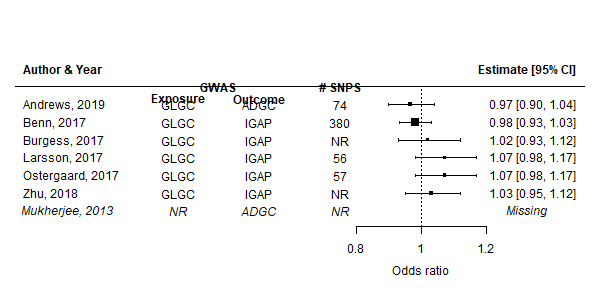 GWAS
Author & Year Exposure Outcome # SNPS Estimate [95% CI]
Andrews, 2019 GLGC ADGC 74 0.97 [0.90, 1.04]
Benn, 2017 GLGC IGAP 380 0.98 [0.93, 1.03]
Burgess, 2017 GLGC IGAP NR 1.02 [0.93, 1.12]
Larsson, 2017 GLGC IGAP 56 1.07 [0.98, 1.17]
Ostergaard, 2017 GLGC IGAP 57 1.07 [0.98, 1.17]
Zhu, 2018 GLGC IGAP NR 1.03 [0.95, 1.12]
Mukherjee, 2013 NR ADGC NR Missing
0.8 1 1.2
Odds ratio